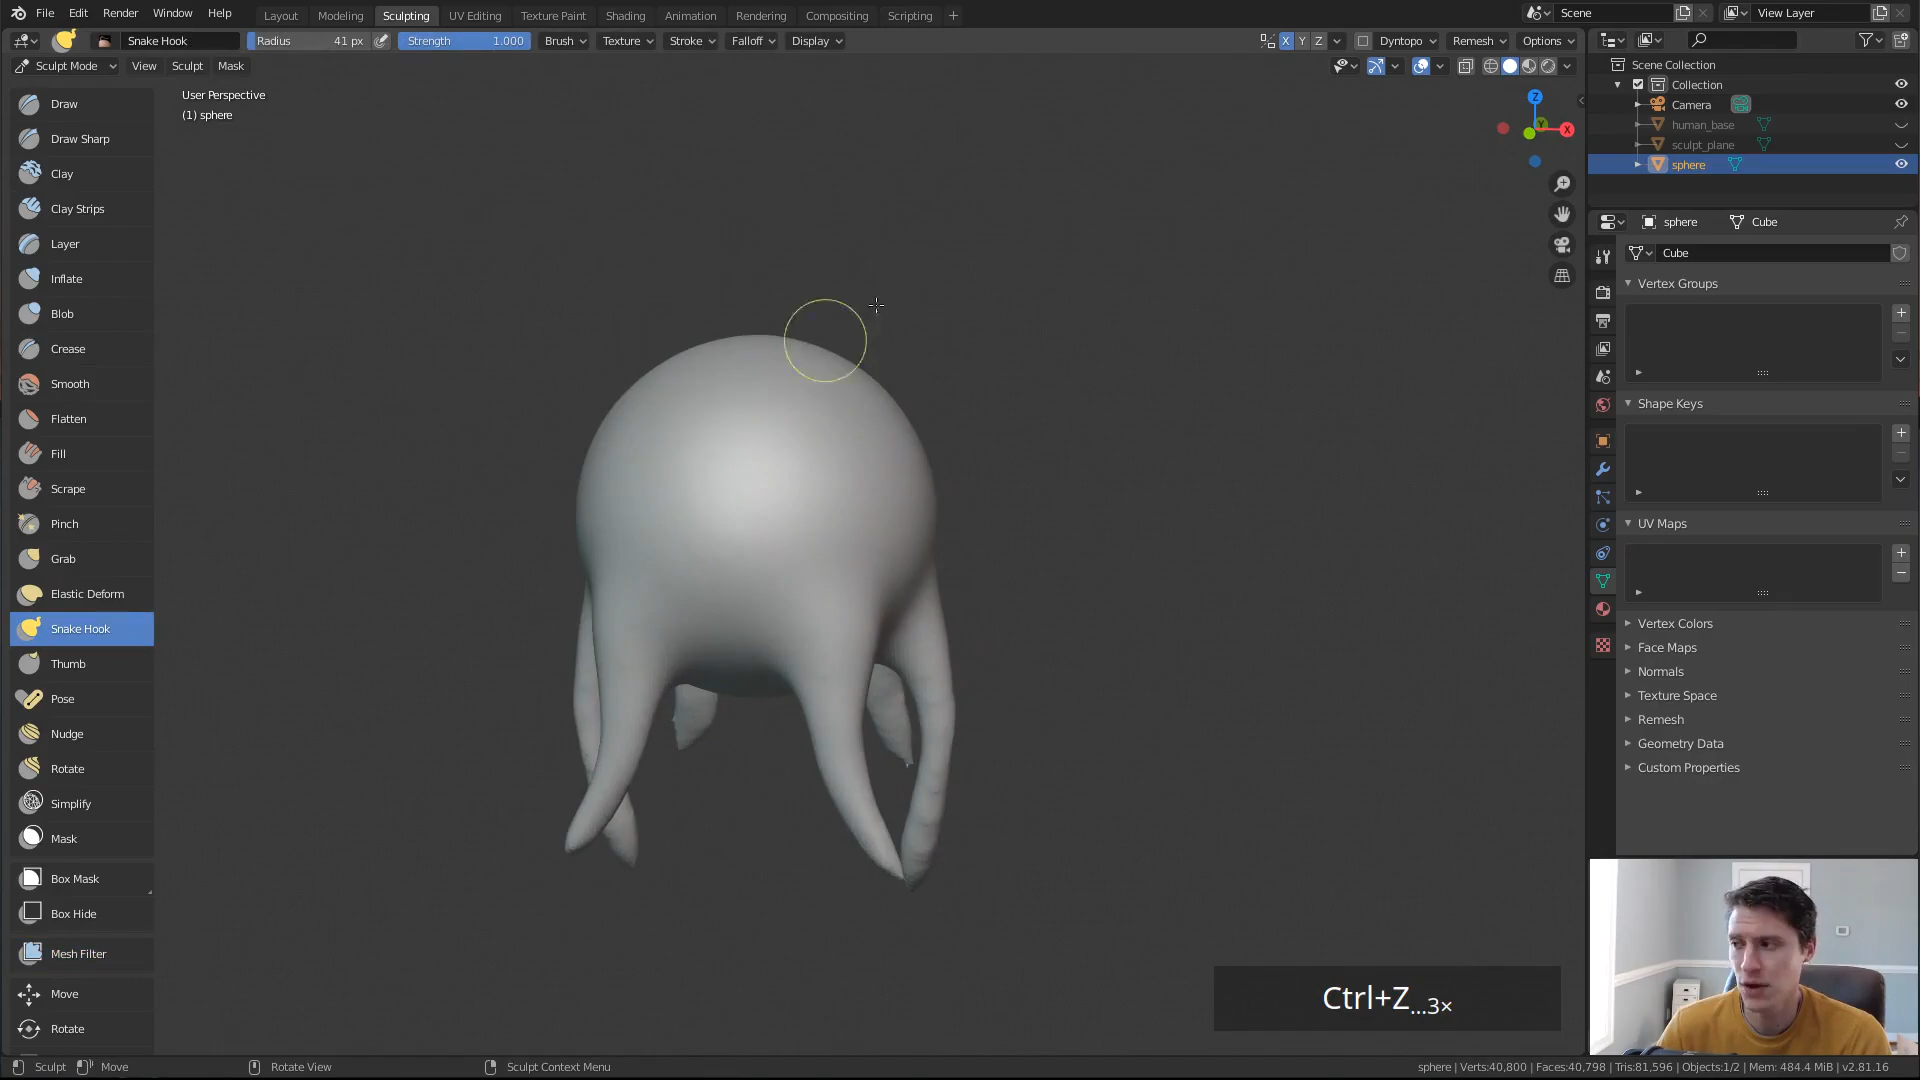 File Edit Render Window Help Layout Modeling Sculpting UV Editing Texture Paint Shading Animation Rendering Compositing Scripting + Scene View Layer
Snake Hook Radius 41 px Strength 1.000 Brush Texture Stroke Falloff Display X Y Z Dyntopo Remesh Options
Sculpt Mode View Sculpt Mask
User Perspective
(1) sphere
Draw
Draw Sharp
Clay
Clay Strips
Layer
Inflate
Blob
Crease
Smooth
Flatten
Fill
Scrape
Pinch
Grab
Elastic Deform
Snake Hook
Thumb
Pose
Nudge
Rotate
Simplify
Mask
Box Mask
Box Hide
Mesh Filter
Move
Rotate
Z
Y
X
Scene Collection
Collection
Camera
human_base
sculpt_plane
sphere
sphere Cube
Cube
Vertex Groups
Shape Keys
UV Maps
Vertex Colors
Face Maps
Normals
Texture Space
Remesh
Geometry Data
Custom Properties
Ctrl+Z...3×
Sculpt Move Rotate View Sculpt Context Menu sphere | Verts:40,800 | Faces:40,798 | Tris:81,596 | Objects:1/2 | Mem: 484.4 MiB | v2.81.16